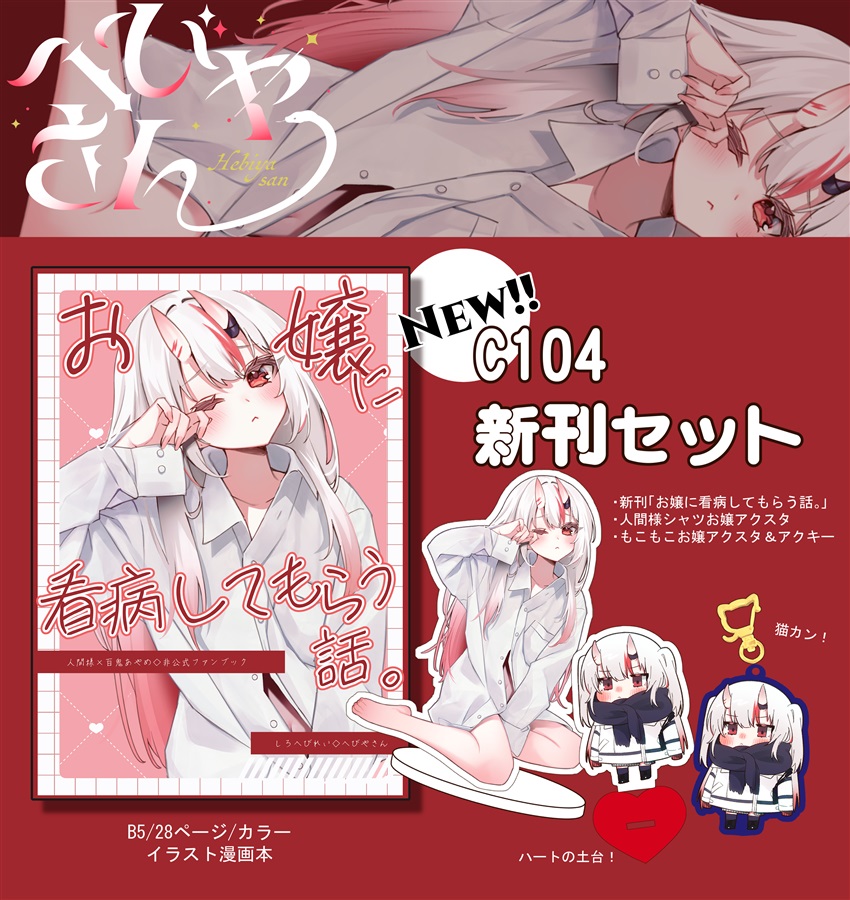 へびや
さん
Hebiya
san
NEW!!
C104
新刊セット
お嬢に
看病してもらう
話。
人間様×百鬼あやめ◇非公式ファンブック
しろへびれい◇へびやさん
・新刊「お嬢に看病してもらう話。」
・人間様シャツお嬢アクスタ
・もこもこお嬢アクスタ&アクキー
猫カン!
B5/28ページ/カラー
イラスト漫画本
ハートの土台!